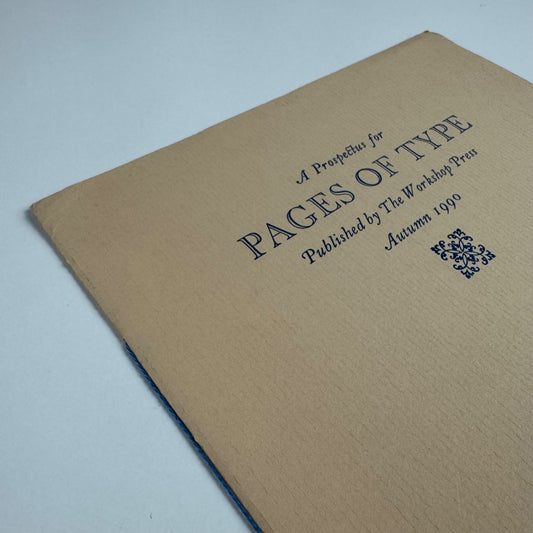 A Prospectus for
PAGES OF TYPE
Published by The Workshop Press
Autumn 1990